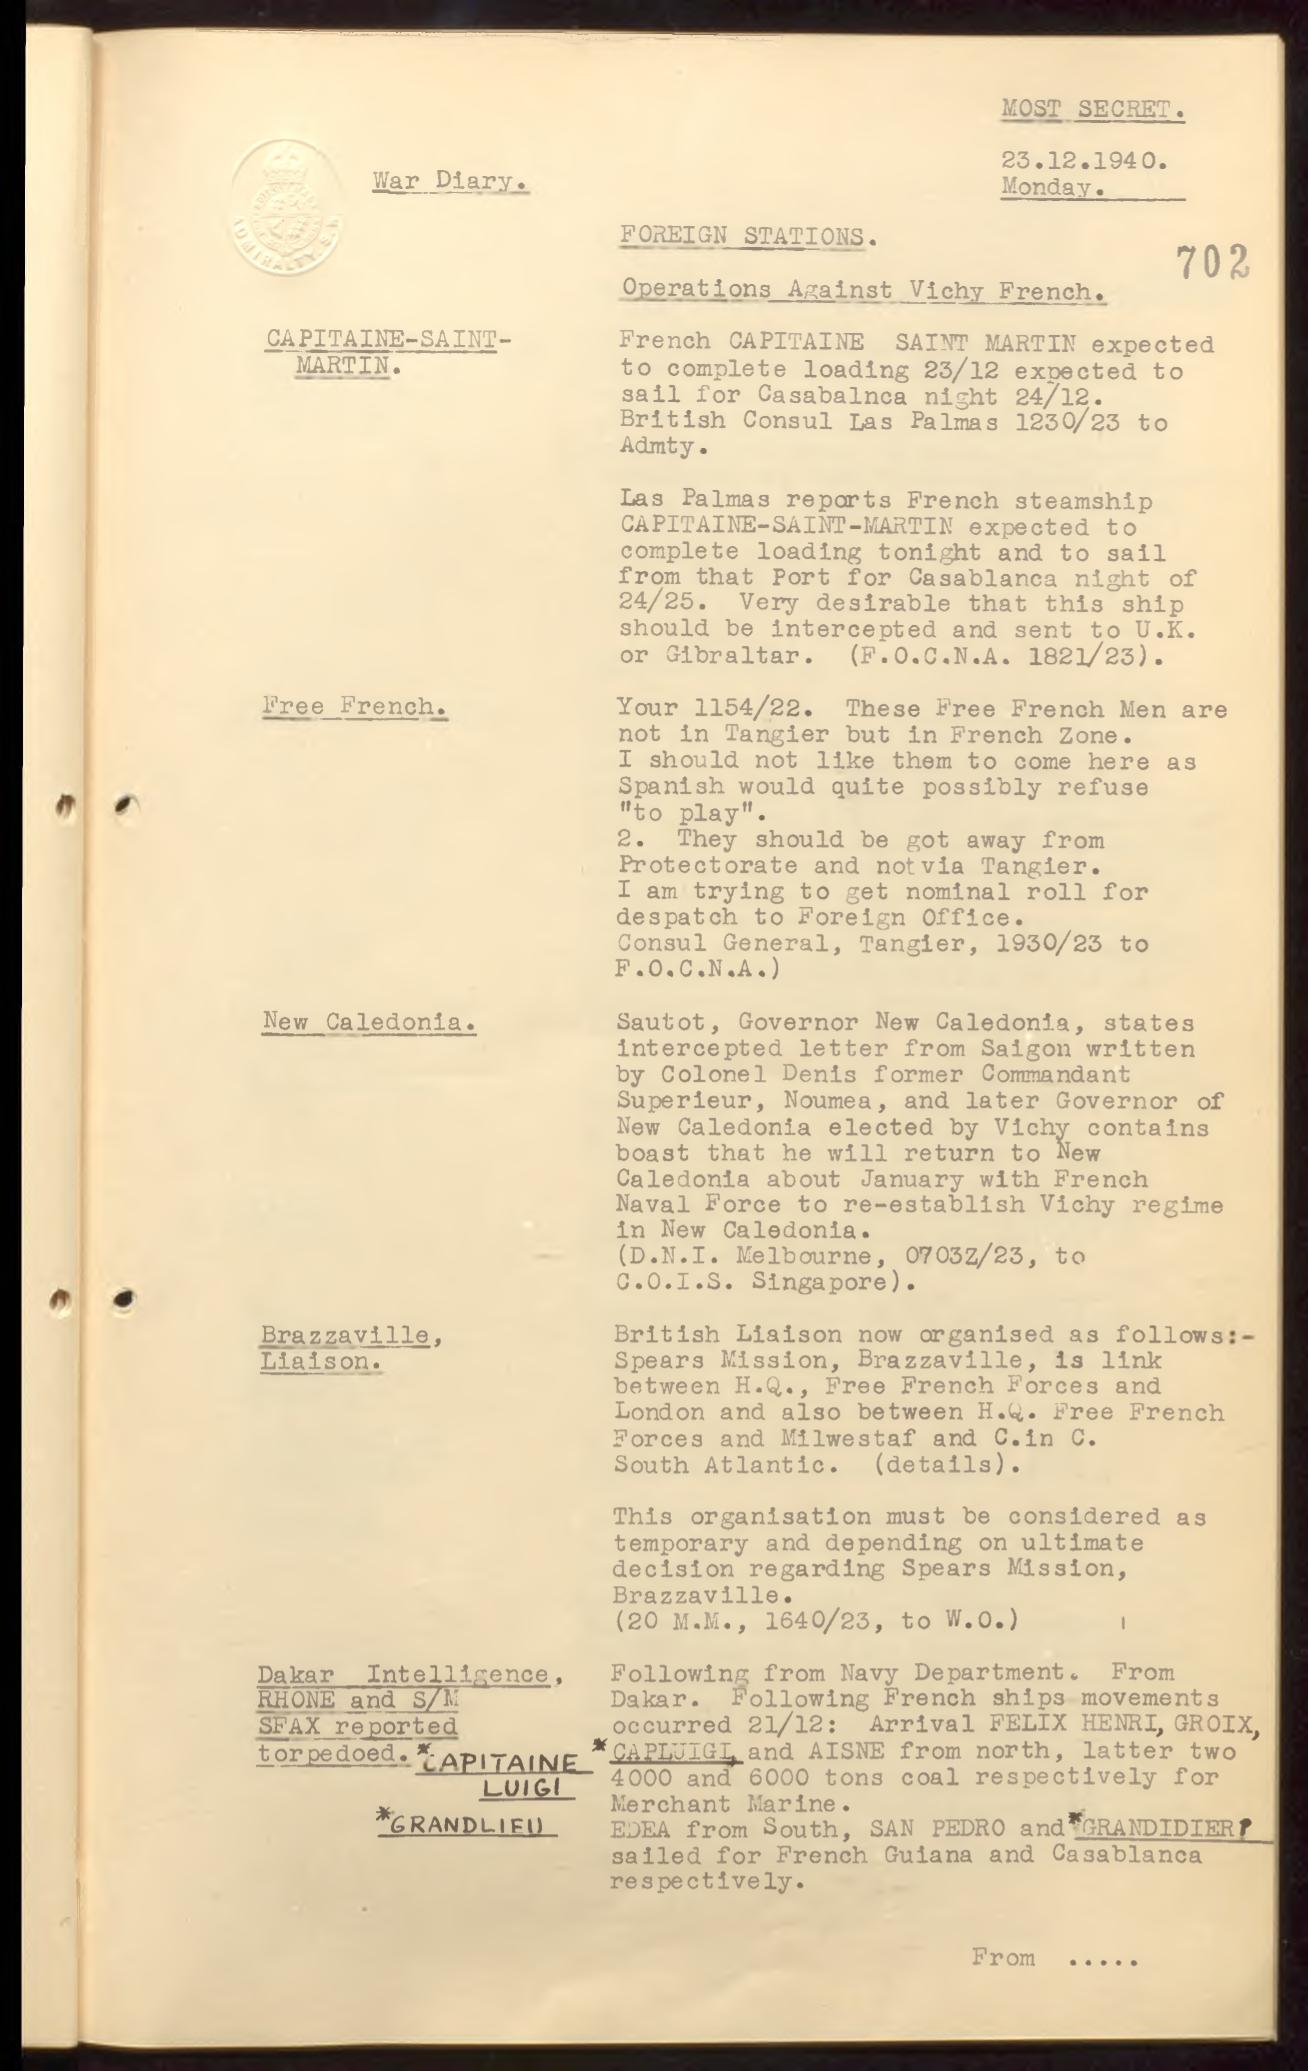 MOST SECRET.
23.12.1940.
Monday.
War Diary.
ADMIRALTY. S.W.
FOREIGN STATIONS.
702
Operations Against Vichy French.
CAPITAINE-SAINT-
MARTIN.
French CAPITAINE SAINT MARTIN expected
to complete loading 23/12 expected to
sail for Casabalnca night 24/12.
British Consul Las Palmas 1230/23 to
Admty.
Las Palmas reports French steamship
CAPITAINE-SAINT-MARTIN expected to
complete loading tonight and to sail
from that Port for Casablanca night of
24/25. Very desirable that this ship
should be intercepted and sent to U.K.
or Gibraltar. (F.O.C.N.A. 1821/23).
Free French.
Your 1154/22. These Free French Men are
not in Tangier but in French Zone.
I should not like them to come here as
Spanish would quite possibly refuse
"to play".
2. They should be got away from
Protectorate and not via Tangier.
I am trying to get nominal roll for
despatch to Foreign Office.
Consul General, Tangier, 1930/23 to
F.O.C.N.A.)
New Caledonia.
Sautot, Governor New Caledonia, states
intercepted letter from Saigon written
by Colonel Denis former Commandant
Superieur, Noumea, and later Governor of
New Caledonia elected by Vichy contains
boast that he will return to New
Caledonia about January with French
Naval Force to re-establish Vichy regime
in New Caledonia.
(D.N.I. Melbourne, 0703Z/23, to
C.O.I.S. Singapore).
Brazzaville,
Liaison.
British Liaison now organised as follows:-
Spears Mission, Brazzaville, is link
between H.Q., Free French Forces and
London and also between H.Q. Free French
Forces and Milwestaf and C.in C.
South Atlantic. (details).
This organisation must be considered as
temporary and depending on ultimate
decision regarding Spears Mission,
Brazzaville.
(20 M.M., 1640/23, to W.O.)
Dakar Intelligence,
RHONE and S/M
SFAX reported
torpedoed. *CAPITAINE
LUIGI
*GRANDLIEU
Following from Navy Department. From
Dakar. Following French ships movements
occurred 21/12: Arrival FELIX HENRI, GROIX,
*CAPLUIGI, and AISNE from north, latter two
4000 and 6000 tons coal respectively for
Merchant Marine.
EDEA from South, SAN PEDRO and *GRANDIDIER?
sailed for French Guiana and Casablanca
respectively.
From .....